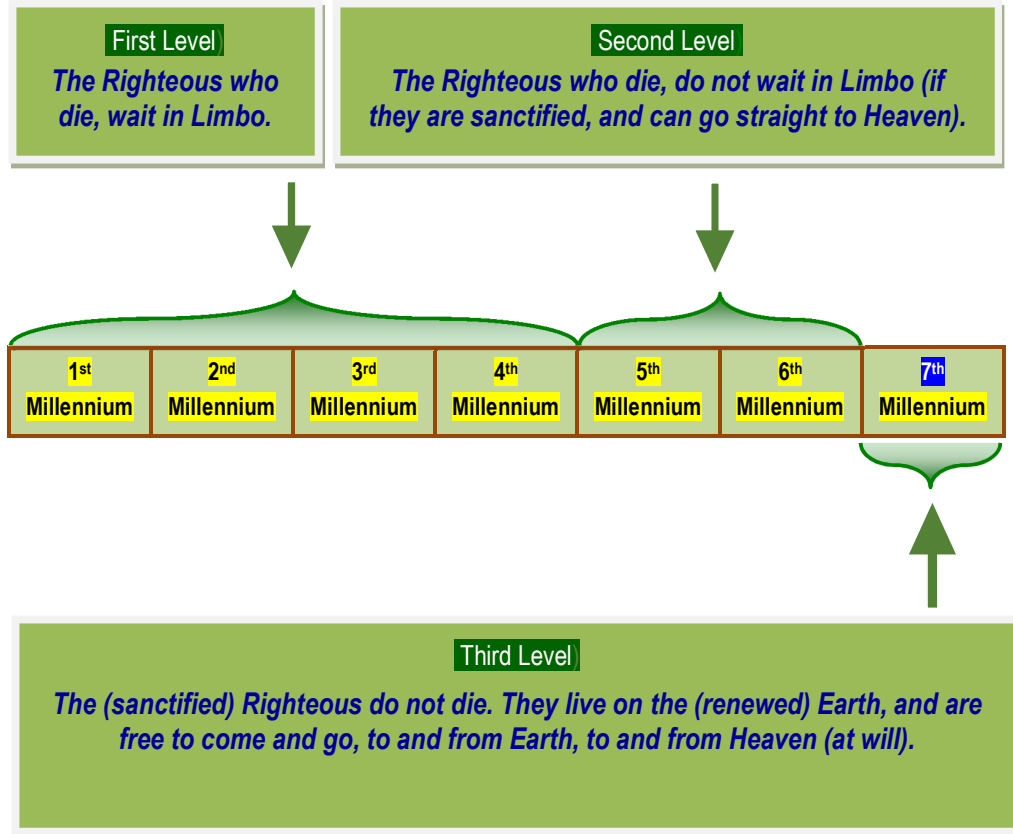 First Level)
The Righteous who
die, wait in Limbo.
Second Level)
The Righteous who die, do not wait in Limbo (if
they are sanctified, and can go straight to Heaven).
1st
Millennium
2nd
Millennium
3rd
Millennium
4th
Millennium
5th
Millennium
6th
Millennium
7th
Millennium
Third Level)
The (sanctified) Righteous do not die. They live on the (renewed) Earth, and are
free to come and go, to and from Earth, to and from Heaven (at will).